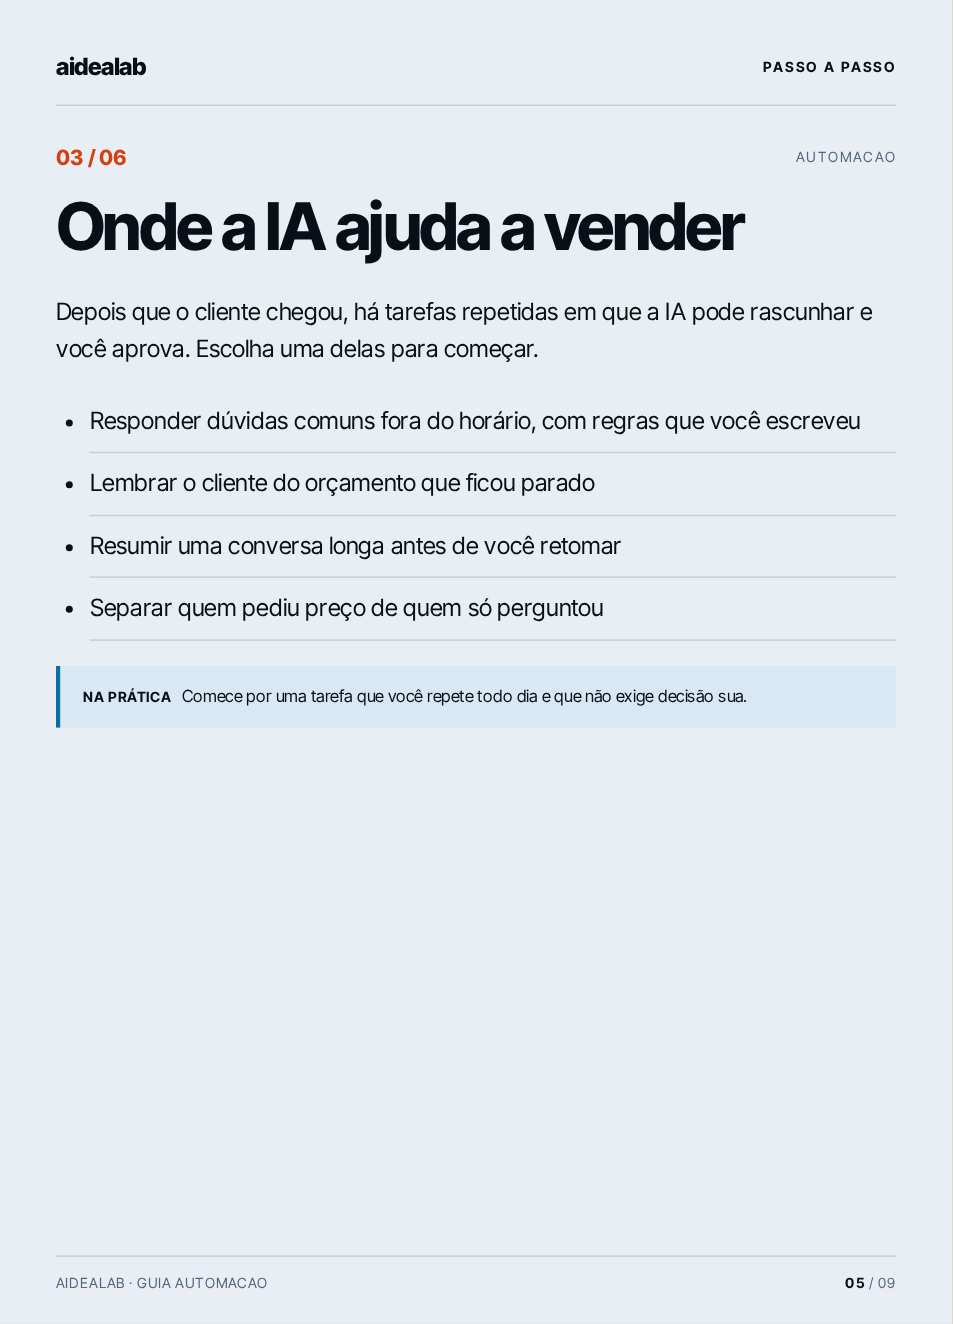 aidealab
PASSO A PASSO
03 / 06
AUTOMACAO
Onde a IA ajuda a vender
Depois que o cliente chegou, há tarefas repetidas em que a IA pode rascunhar e
você aprova. Escolha uma delas para começar.
• Responder dúvidas comuns fora do horário, com regras que você escreveu
• Lembrar o cliente do orçamento que ficou parado
• Resumir uma conversa longa antes de você retomar
• Separar quem pediu preço de quem só perguntou
NA PRÁTICA Comece por uma tarefa que você repete todo dia e que não exige decisão sua.
AIDEALAB · GUIA AUTOMACAO
05 / 09